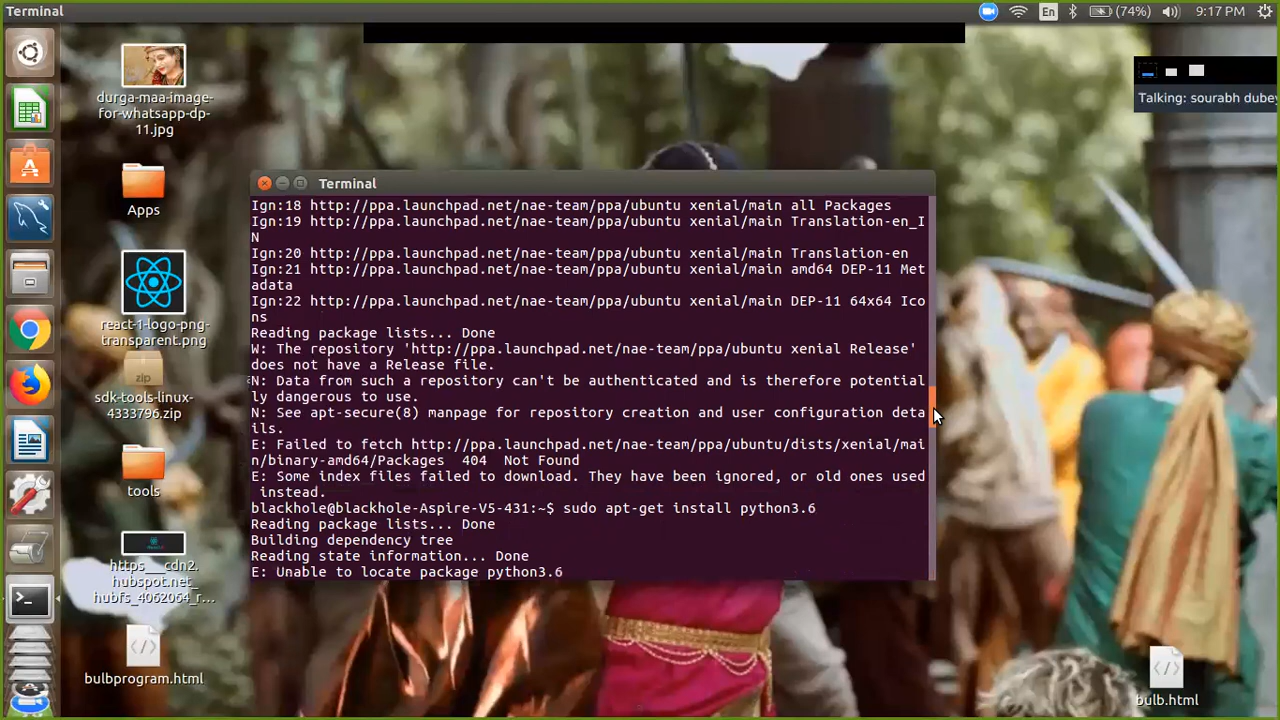 Terminal
En
(74%)
9:17 PM
durga-maa-image-
for-whatsapp-dp-
11.jpg
Talking: sourabh dubey
Apps
react-1-logo-png-
transparent.png
zip
sdk-tools-linux-
4333796.zip
tools
https___cdn2.
hubspot.net_
hubfs_4062064_r...
bulbprogram.html
Terminal
Ign:18 http://ppa.launchpad.net/nae-team/ppa/ubuntu xenial/main all Packages
Ign:19 http://ppa.launchpad.net/nae-team/ppa/ubuntu xenial/main Translation-en_I
N
Ign:20 http://ppa.launchpad.net/nae-team/ppa/ubuntu xenial/main Translation-en
Ign:21 http://ppa.launchpad.net/nae-team/ppa/ubuntu xenial/main amd64 DEP-11 Met
adata
Ign:22 http://ppa.launchpad.net/nae-team/ppa/ubuntu xenial/main DEP-11 64x64 Ico
ns
Reading package lists... Done
W: The repository 'http://ppa.launchpad.net/nae-team/ppa/ubuntu xenial Release'
does not have a Release file.
N: Data from such a repository can't be authenticated and is therefore potential
ly dangerous to use.
N: See apt-secure(8) manpage for repository creation and user configuration deta
ils.
E: Failed to fetch http://ppa.launchpad.net/nae-team/ppa/ubuntu/dists/xenial/mai
n/binary-amd64/Packages  404  Not Found
E: Some index files failed to download. They have been ignored, or old ones used
 instead.
blackhole@blackhole-Aspire-V5-431:~$ sudo apt-get install python3.6
Reading package lists... Done
Building dependency tree
Reading state information... Done
E: Unable to locate package python3.6
bulb.html